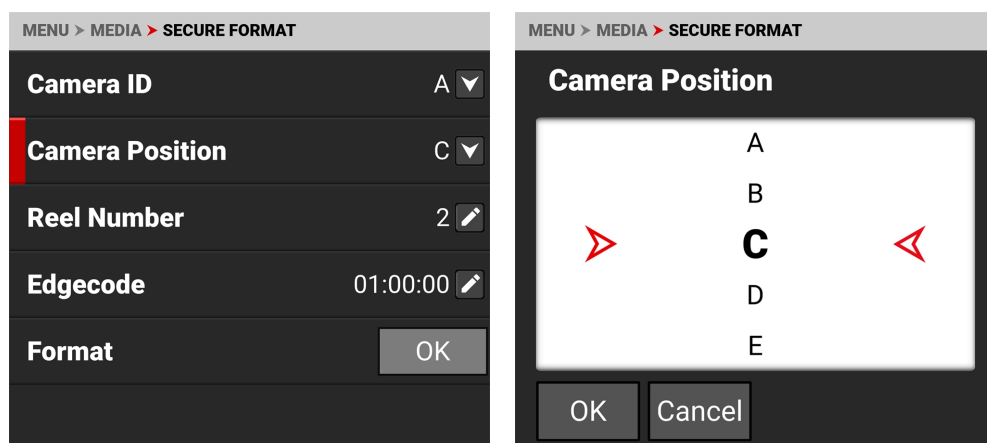 MENU > MEDIA > SECURE FORMAT
Camera ID A
Camera Position C
Reel Number 2
Edgecode 01:00:00
Format OK
MENU > MEDIA > SECURE FORMAT
Camera Position
A
B
C
D
E
OK Cancel